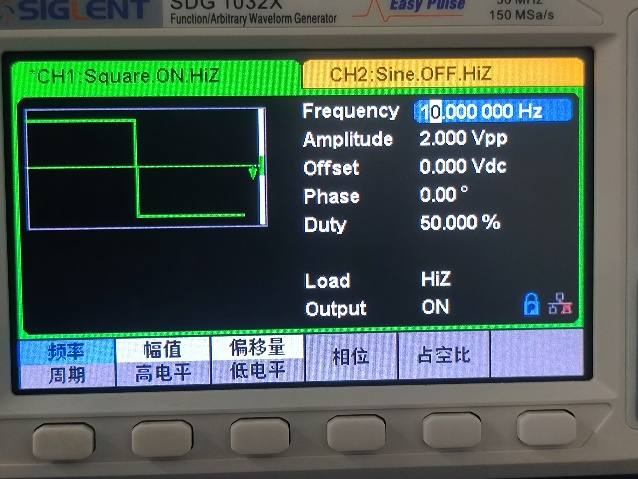 SIGLENT
SDG 1032X
Function/Arbitrary Waveform Generator
Easy Pulse
150 MSa/s
CH1:Square.ON.HiZ
CH2:Sine.OFF.HiZ
Frequency 10.000 000 Hz
Amplitude 2.000 Vpp
Offset 0.000 Vdc
Phase 0.00 °
Duty 50.000 %
Load HiZ
Output ON
频率 幅值 偏移量 相位 占空比
周期 高电平 低电平